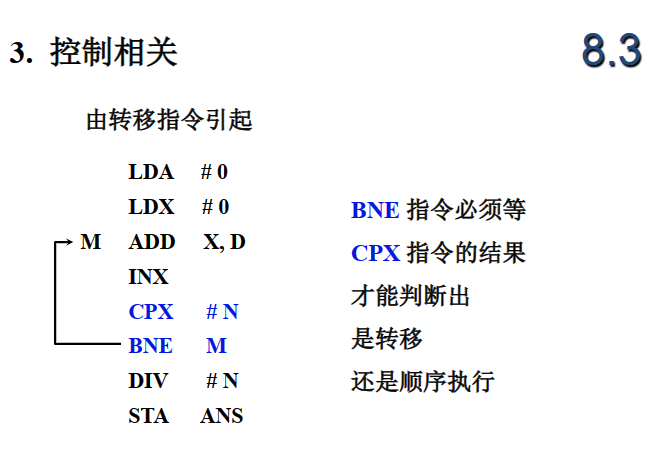 3. 控制相关
8.3
由转移指令引起
LDA # 0
LDX # 0
M ADD X, D
INX
CPX # N
BNE M
DIV # N
STA ANS
BNE 指令必须等
CPX 指令的结果
才能判断出
是转移
还是顺序执行